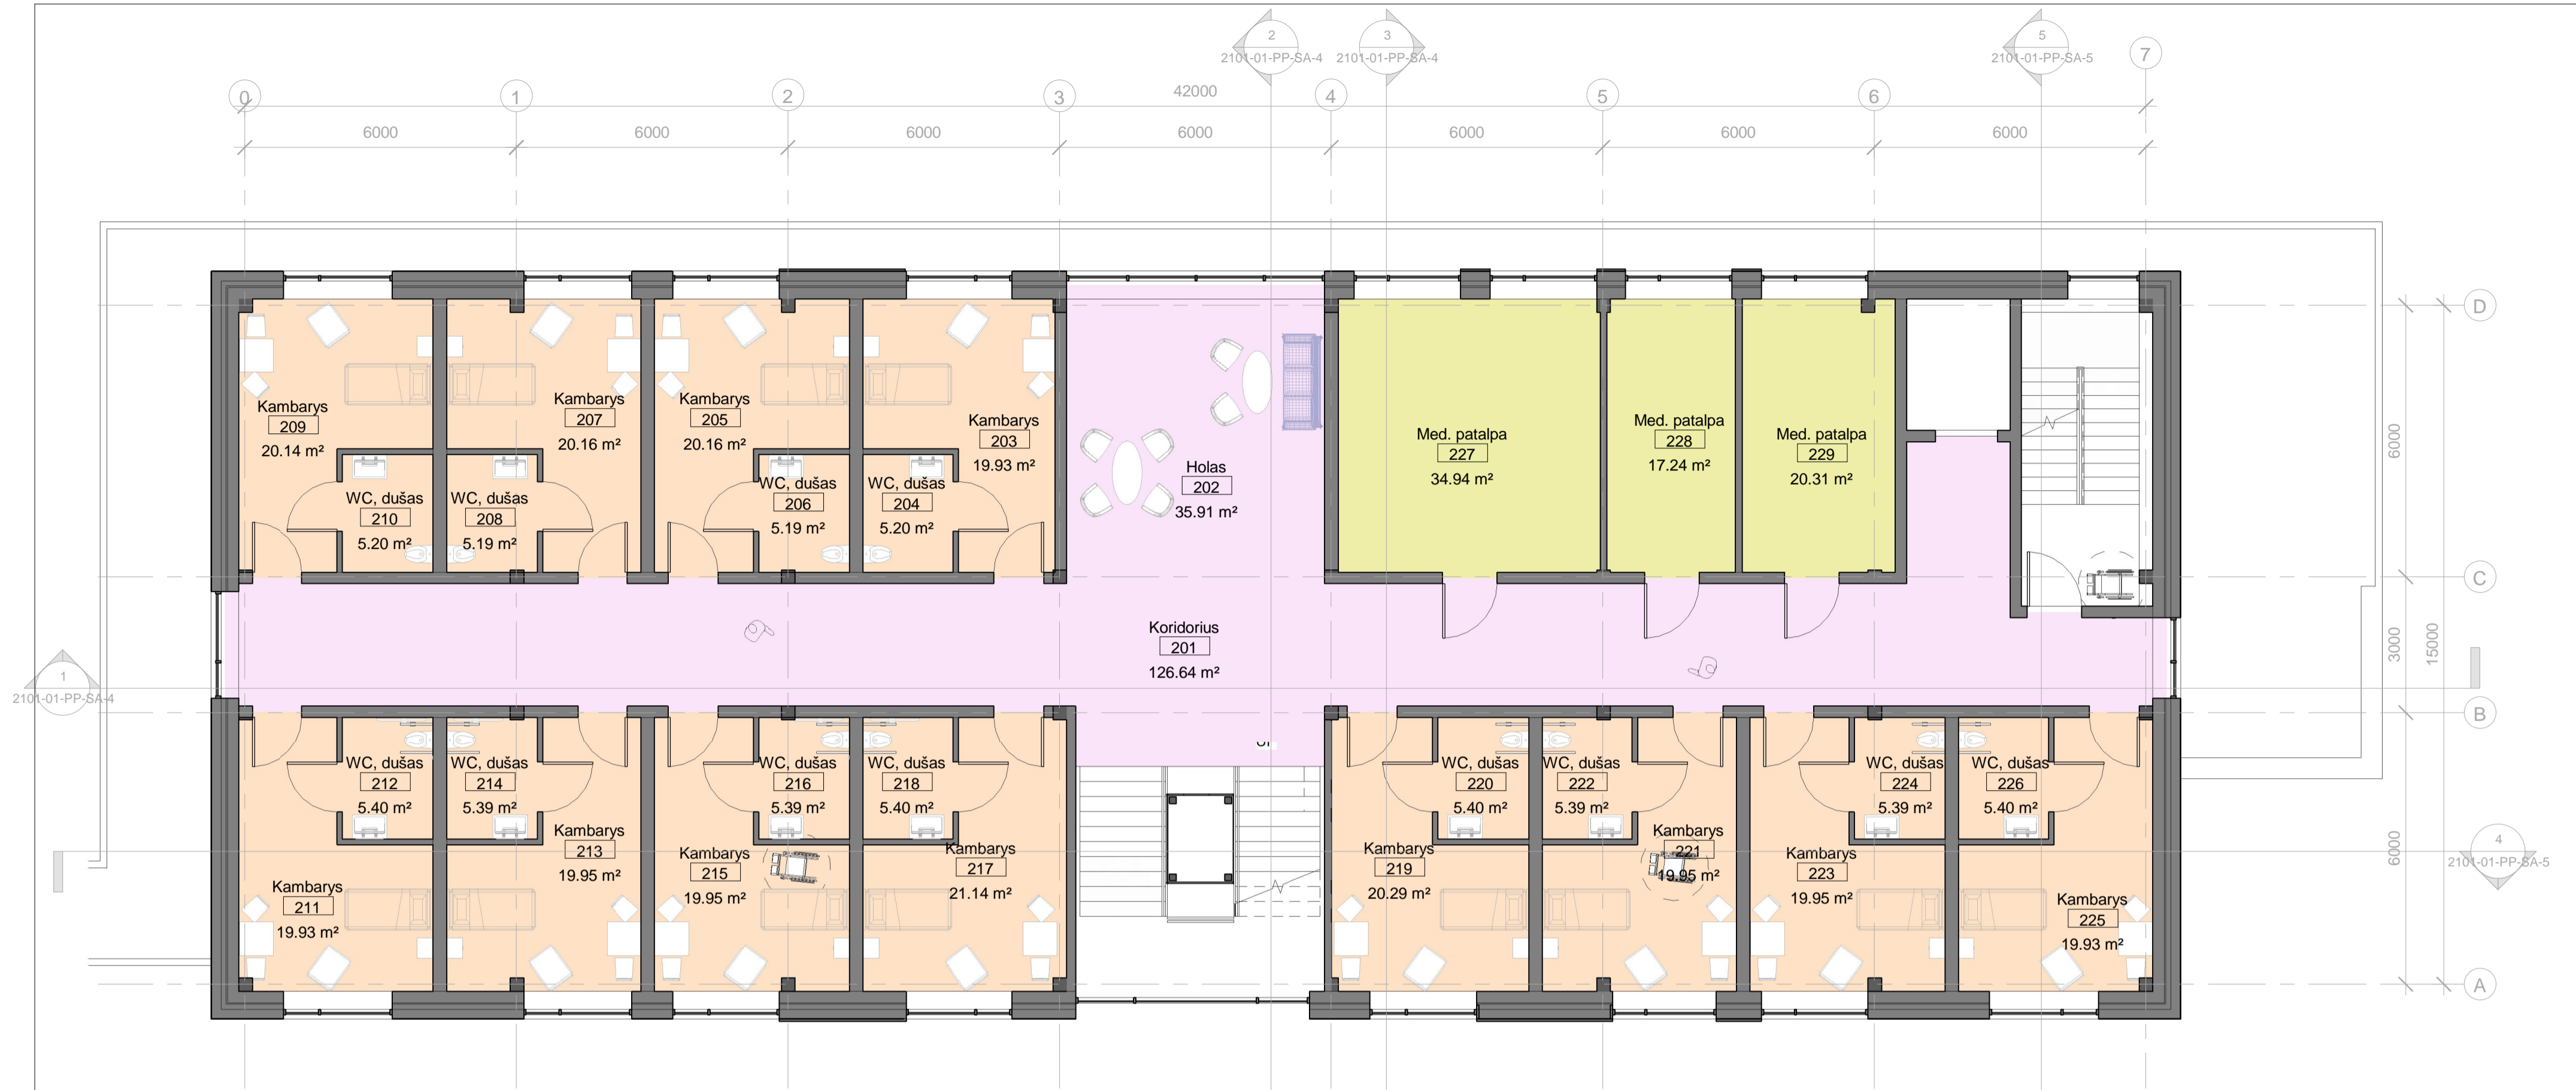 2
2101-01-PP-SA-4
3
2101-01-PP-SA-4
5
2101-01-PP-SA-5
7
0
1
2
3
42000
4
5
6
6000
6000
6000
6000
6000
6000
6000
D
C
B
A
6000
3000
6000
15000
1
2101-01-PP-SA-4
4
2101-01-PP-SA-5
Kambarys
209
20.14 m²
Kambarys
207
20.16 m²
Kambarys
205
20.16 m²
Kambarys
203
19.93 m²
WC, dušas
210
5.20 m²
WC, dušas
208
5.19 m²
WC, dušas
206
5.19 m²
WC, dušas
204
5.20 m²
Holas
202
35.91 m²
Med. patalpa
227
34.94 m²
Med. patalpa
228
17.24 m²
Med. patalpa
229
20.31 m²
Koridorius
201
126.64 m²
WC, dušas
212
5.40 m²
WC, dušas
214
5.39 m²
WC, dušas
216
5.39 m²
WC, dušas
218
5.40 m²
WC, dušas
220
5.40 m²
WC, dušas
222
5.39 m²
WC, dušas
224
5.39 m²
WC, dušas
226
5.40 m²
Kambarys
211
19.93 m²
Kambarys
213
19.95 m²
Kambarys
215
19.95 m²
Kambarys
217
21.14 m²
Kambarys
219
20.29 m²
Kambarys
221
19.95 m²
Kambarys
223
19.95 m²
Kambarys
225
19.93 m²